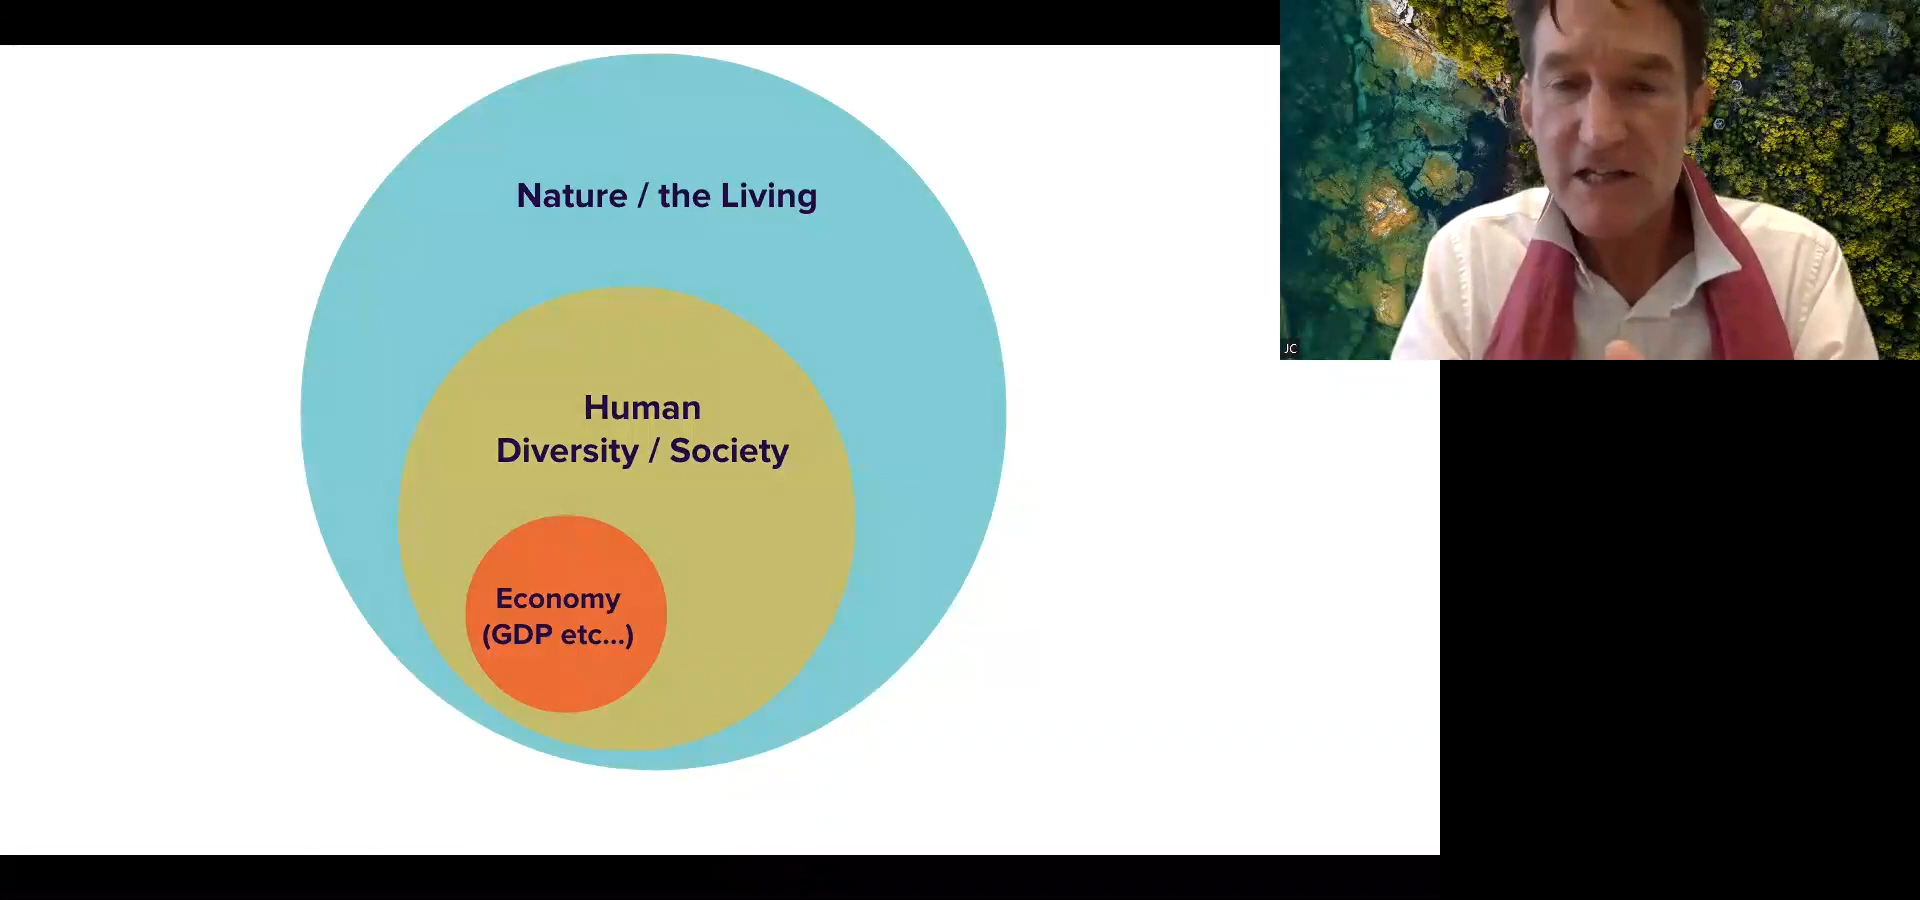 Nature / the Living
Human
Diversity / Society
Economy
(GDP etc...)
JC